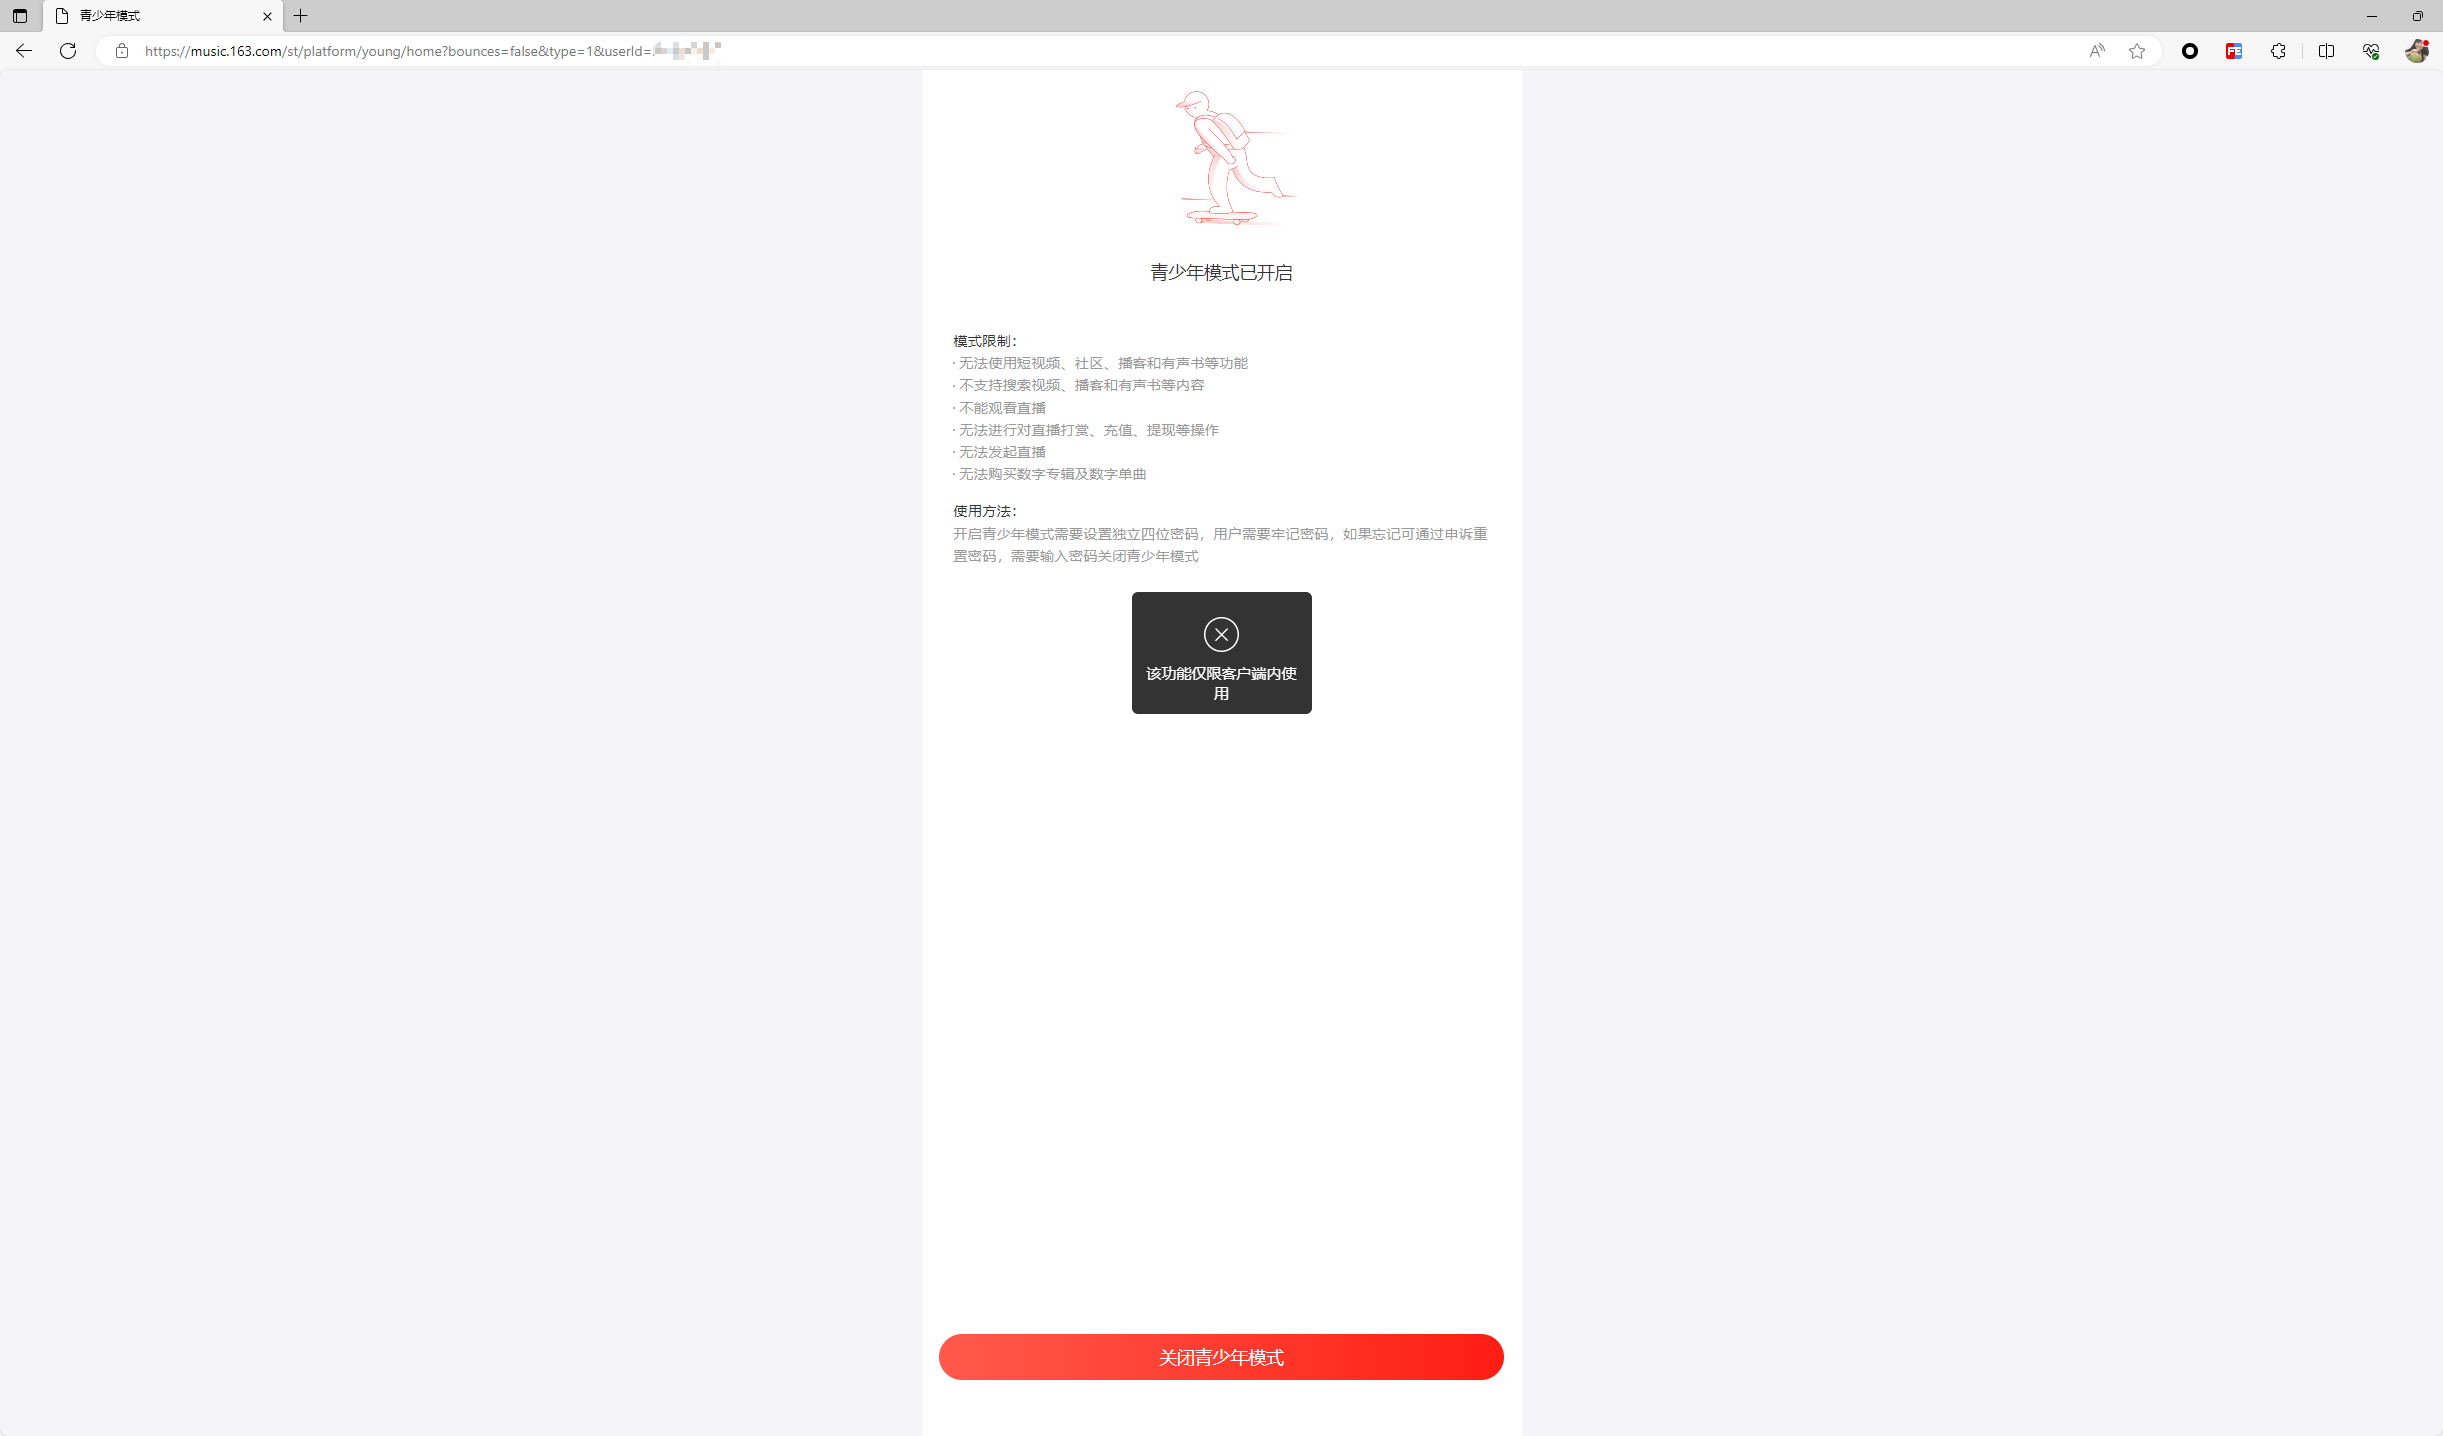 青少年模式
https://music.163.com/st/platform/young/home?bounces=false&type=1&userId=
青少年模式已开启
模式限制：
· 无法使用短视频、社区、播客和有声书等功能
· 不支持搜索视频、播客和有声书等内容
· 不能观看直播
· 无法进行对直播打赏、充值、提现等操作
· 无法发起直播
· 无法购买数字专辑及数字单曲
使用方法：
开启青少年模式需要设置独立四位密码，用户需要牢记密码，如果忘记可通过申诉重
置密码，需要输入密码关闭青少年模式
该功能仅限客户端内使
用
关闭青少年模式